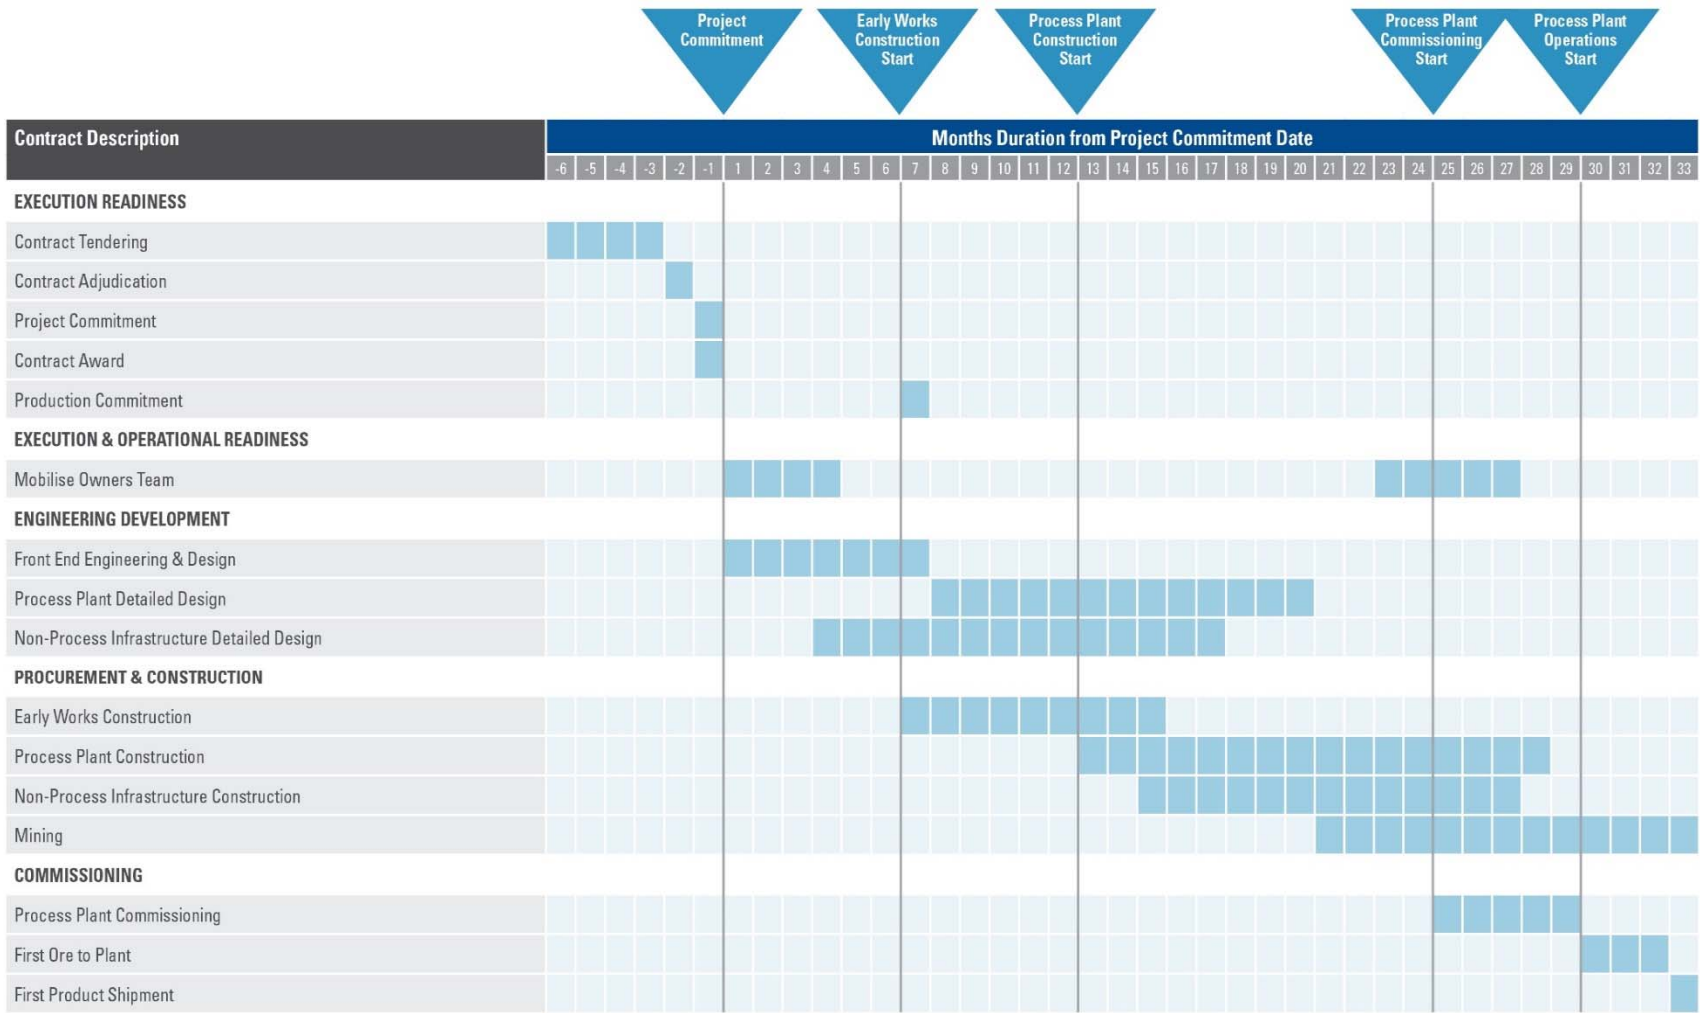 Project
Commitment
Early Works
Construction
Start
Process Plant
Construction
Start
Process Plant
Commissioning
Start
Process Plant
Operations
Start
Contract Description
Months Duration from Project Commitment Date
-6 -5 -4 -3 -2 -1 1 2 3 4 5 6 7 8 9 10 11 12 13 14 15 16 17 18 19 20 21 22 23 24 25 26 27 28 29 30 31 32 33
EXECUTION READINESS
Contract Tendering
Contract Adjudication
Project Commitment
Contract Award
Production Commitment
EXECUTION & OPERATIONAL READINESS
Mobilise Owners Team
ENGINEERING DEVELOPMENT
Front End Engineering & Design
Process Plant Detailed Design
Non-Process Infrastructure Detailed Design
PROCUREMENT & CONSTRUCTION
Early Works Construction
Process Plant Construction
Non-Process Infrastructure Construction
Mining
COMMISSIONING
Process Plant Commissioning
First Ore to Plant
First Product Shipment